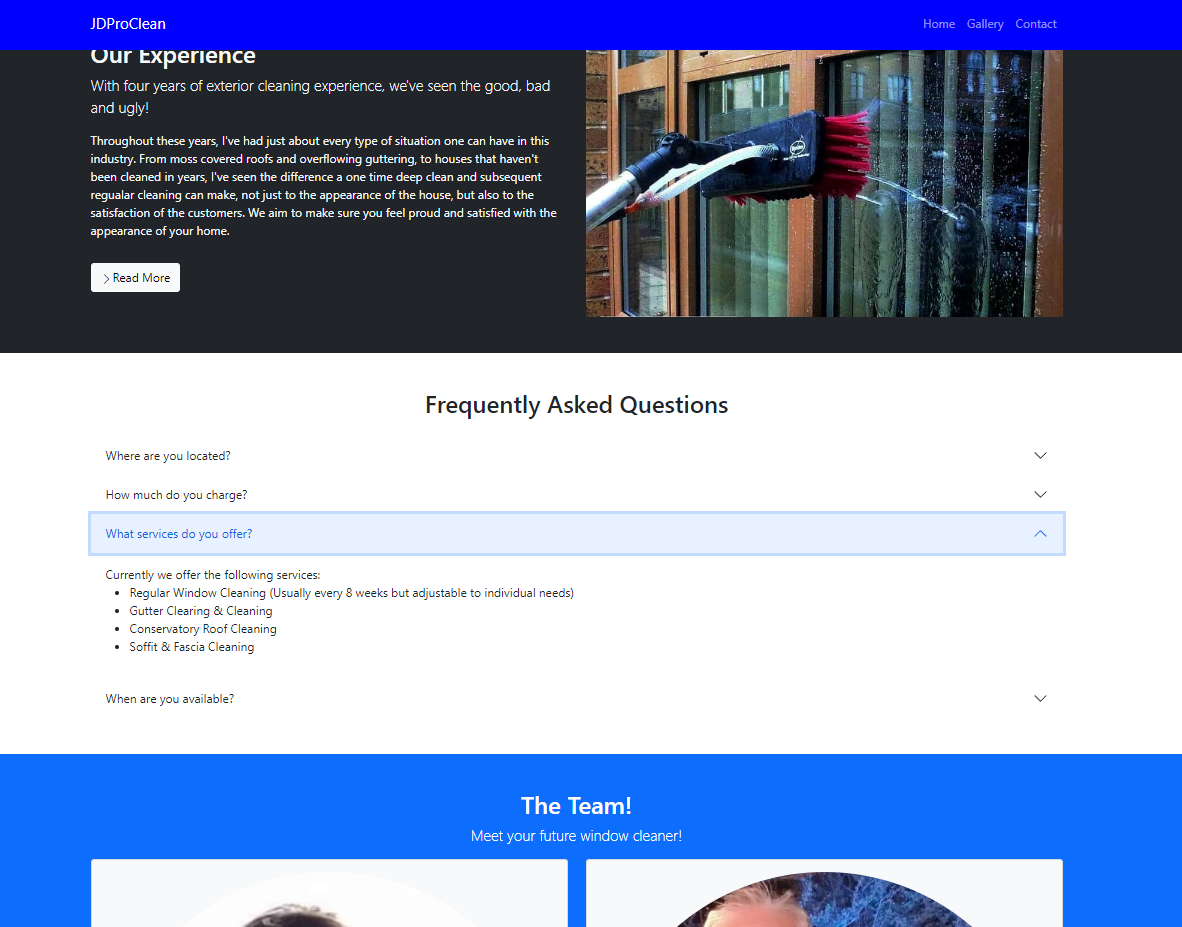 JDProClean
Home Gallery Contact
Our Experience
With four years of exterior cleaning experience, we've seen the good, bad
and ugly!
Throughout these years, I've had just about every type of situation one can have in this
industry. From moss covered roofs and overflowing guttering, to houses that haven't
been cleaned in years, I've seen the difference a one time deep clean and subsequent
regualar cleaning can make, not just to the appearance of the house, but also to the
satisfaction of the customers. We aim to make sure you feel proud and satisfied with the
appearance of your home.
Read More
Frequently Asked Questions
Where are you located?
How much do you charge?
What services do you offer?
Currently we offer the following services:
• Regular Window Cleaning (Usually every 8 weeks but adjustable to individual needs)
• Gutter Clearing & Cleaning
• Conservatory Roof Cleaning
• Soffit & Fascia Cleaning
When are you available?
The Team!
Meet your future window cleaner!